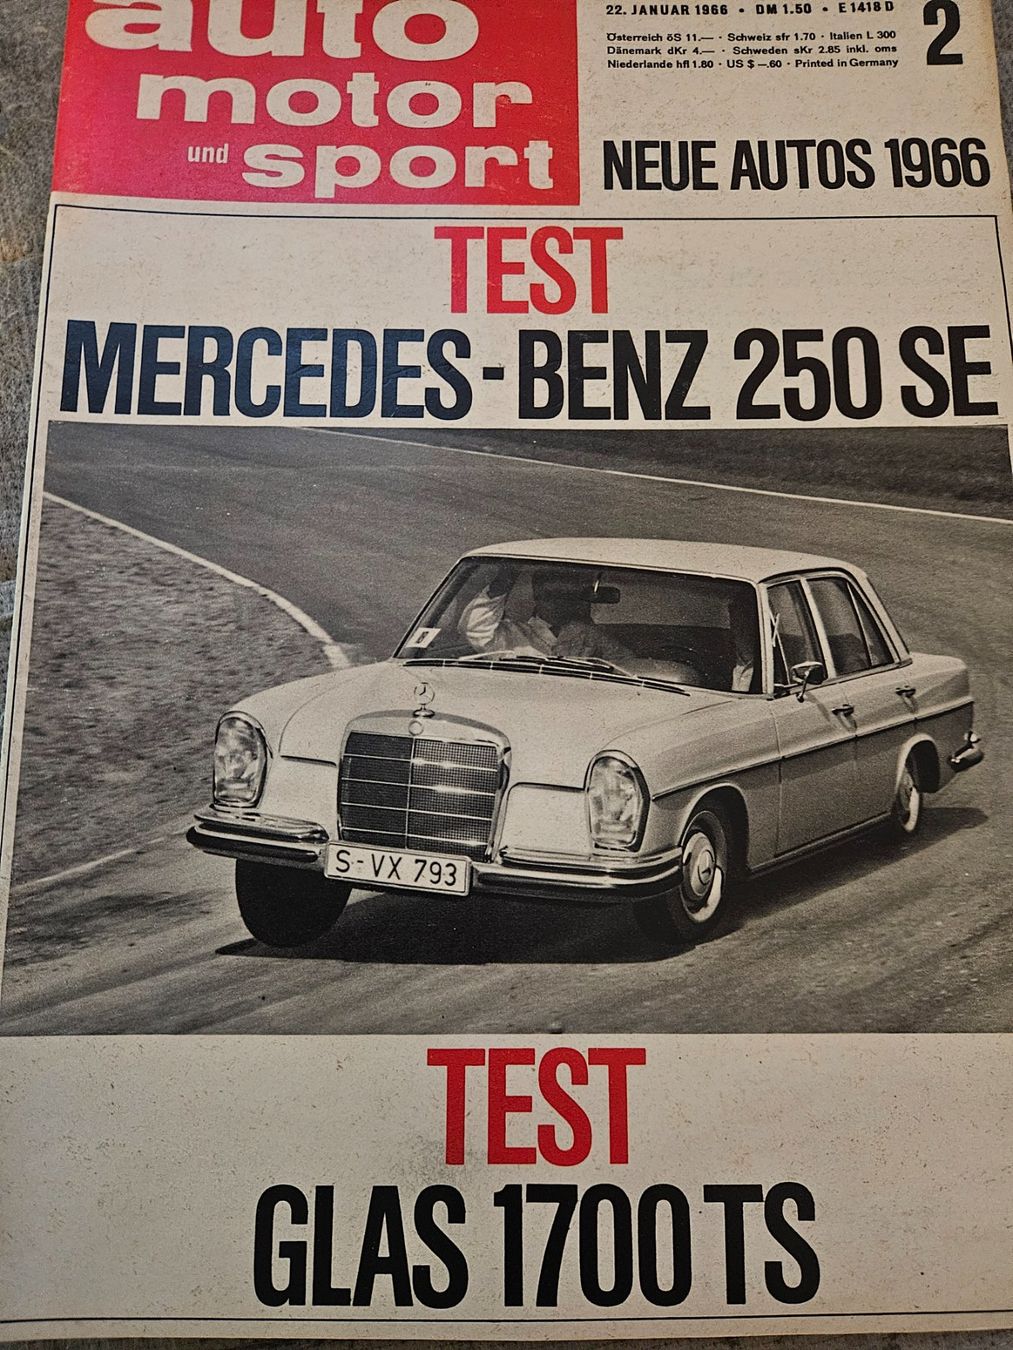 auto
motor
und sport
22. JANUAR 1966 • DM 1.50 • E 1418 D
Österreich öS 11.— · Schweiz sfr 1.70 · Italien L 300
Dänemark dKr 4.— · Schweden sKr 2.85 inkl. oms
Niederlande hfl 1.80 · US $ —.60 · Printed in Germany
2
NEUE AUTOS 1966
TEST
MERCEDES-BENZ 250 SE
S-VX 793
TEST
GLAS 1700 TS